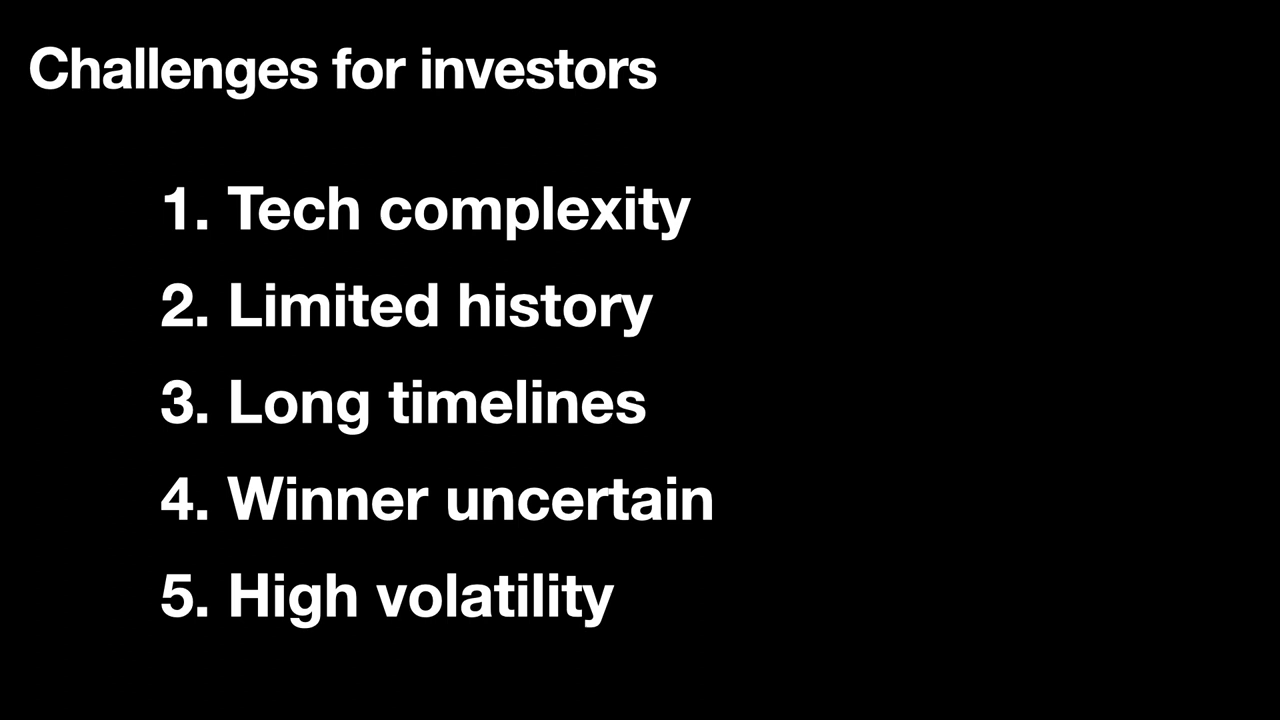 Challenges for investors
1. Tech complexity
2. Limited history
3. Long timelines
4. Winner uncertain
5. High volatility